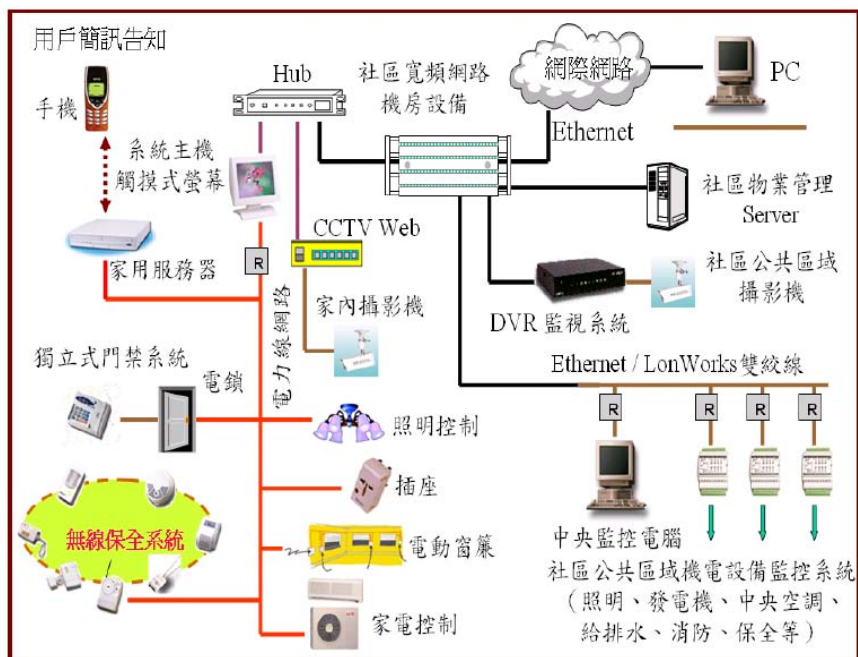 用戶簡訊告知
手機
Hub
社區寬頻網路
機房設備
網際網路
PC
Ethernet
系統主機
觸摸式螢幕
社區物業管理
Server
CCTV Web
家用服務器
R
家內攝影機
DVR 監視系統
社區公共區域
攝影機
電力線網路
獨立式門禁系統
電鎖
照明控制
Ethernet / LonWorks雙絞線
R
R
R
R
插座
無線保全系統
電動窗簾
家電控制
中央監控電腦
社區公共區域機電設備監控系統
（照明、發電機、中央空調、
給排水、消防、保全等）